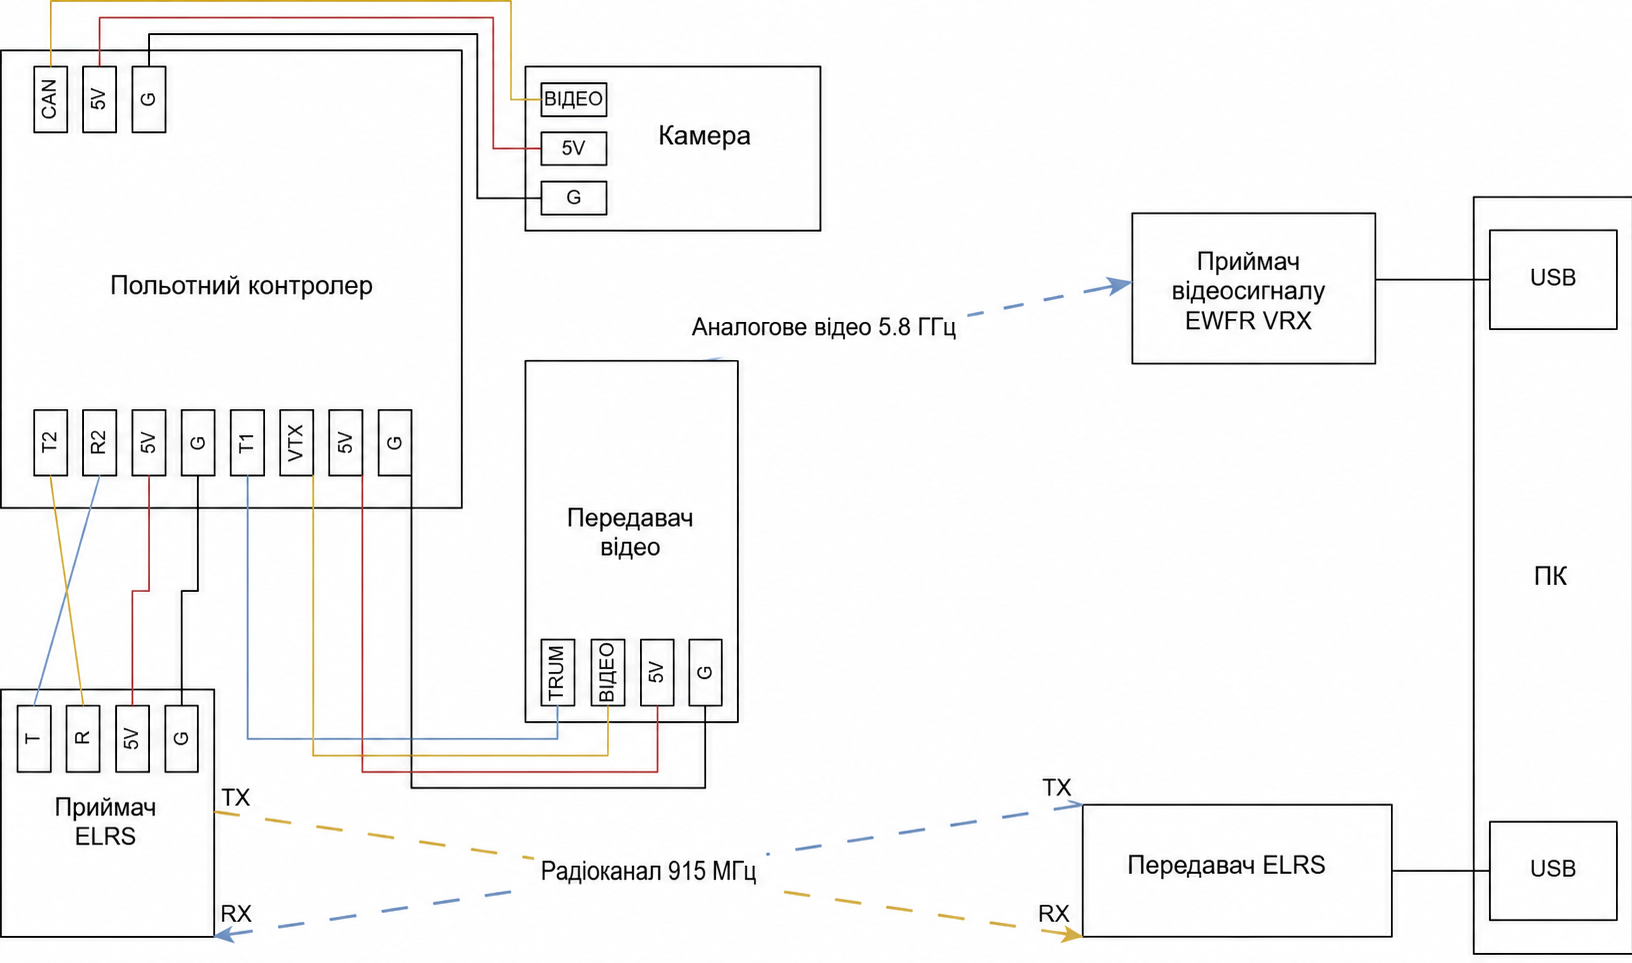 CAN
5V
G
ВІДЕО
5V
G
Камера
Польотний контролер
Приймач
відеосигналу
EWFR VRX
USB
Аналогове відео 5.8 ГГц
T2
R2
5V
G
T1
VTX
5V
G
Передавач
відео
ПК
TRUM
ВІДЕО
5V
G
T
R
5V
G
Приймач
ELRS
TX
RX
Радіоканал 915 МГц
TX
RX
Передавач ELRS
USB